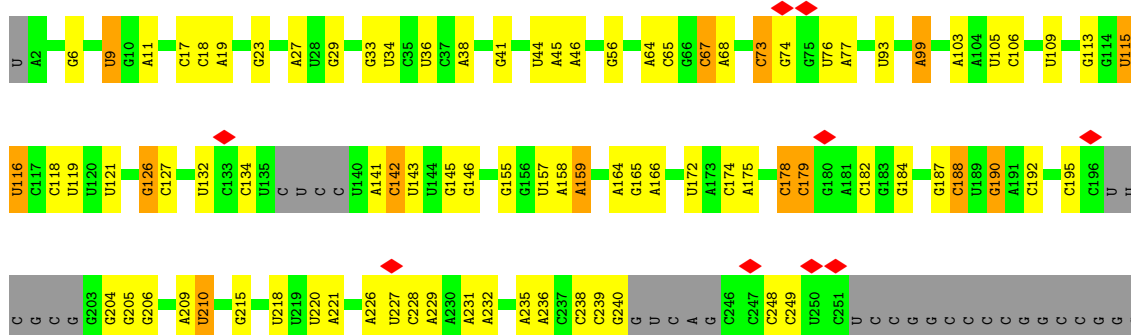 U A2 G6 U9 G10 A11 C17 C18 A19 G23 A27 U28 G29 G33 U34 C35 U36 C37 A38 G41 U44 A45 A46 G56 A64 C65 G66 C67 A68 C73 G74 G75 U76 A77 U93 A99 A103 A104 U105 C106 U109 G113 G114 U115
U116 C117 C118 U119 U120 U121 G126 C127 U132 C133 C134 U135 C U C C U140 A141 C142 U143 U144 G145 G146 G155 G156 U157 A158 A159 A164 G165 A166 U172 A173 C174 A175 C178 C179 G180 A181 C182 G183 G184 G187 C188 U189 G190 A191 C192 C195 C196 U U
C G C G G203 G204 G205 G206 A209 U210 G215 U218 U219 U220 A221 A226 U227 C228 A229 A230 A231 A232 A235 A236 C237 C238 C239 G240 G U C A G C246 C247 C248 C249 U250 C251 U C C G G C C C C G G C C G G